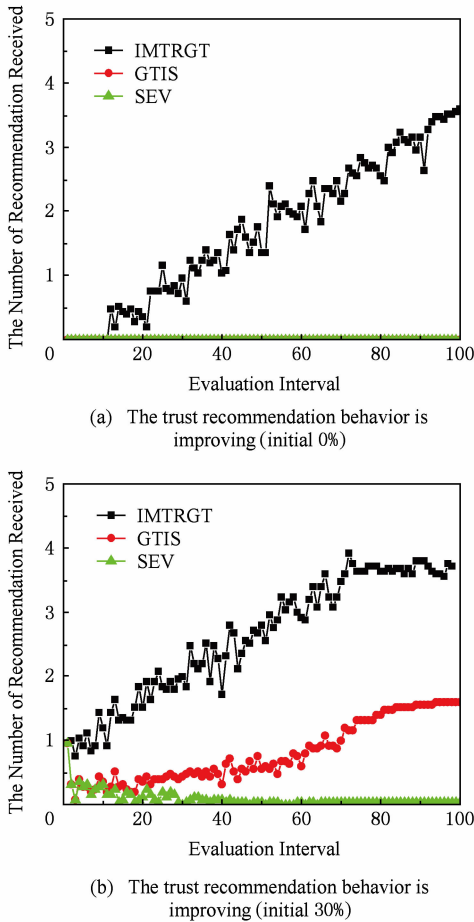 The Number of Recommendation Received
5
4
3
2
1
IMTRGT
GTIS
SEV
20
40
60
80
100
Evaluation Interval
(a) The trust recommendation behavior is
improving (initial 0%)
The Number of Recommendation Received
5
4
3
2
1
0
IMTRGT
GTIS
SEV
0
20
40
60
80
100
Evaluation Interval
(b) The trust recommendation behavior is
improving (initial 30%)